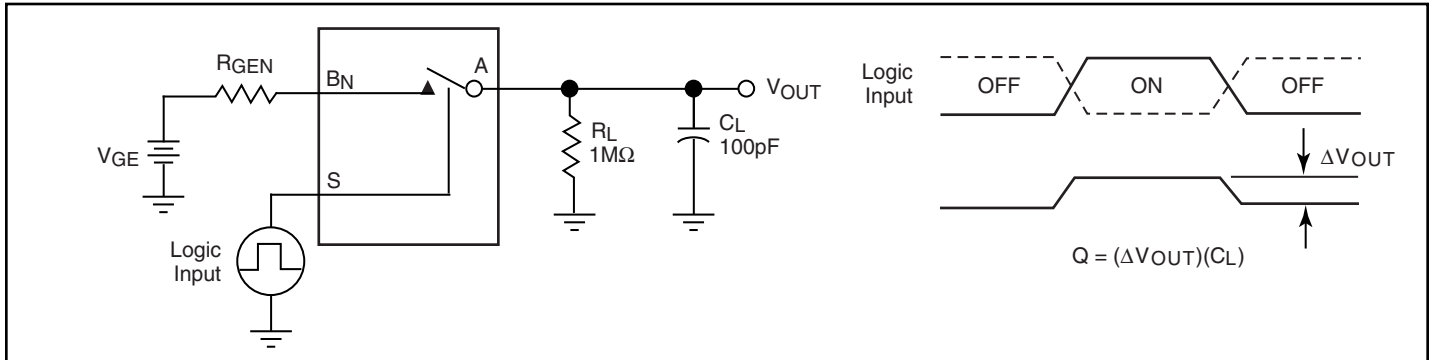 RGEN
BN
A
VOUT
RL
1MΩ
CL
100pF
VGE
S
Logic
Input
Logic
Input
OFF
ON
OFF
ΔVOUT
Q = (ΔVOUT)(CL)